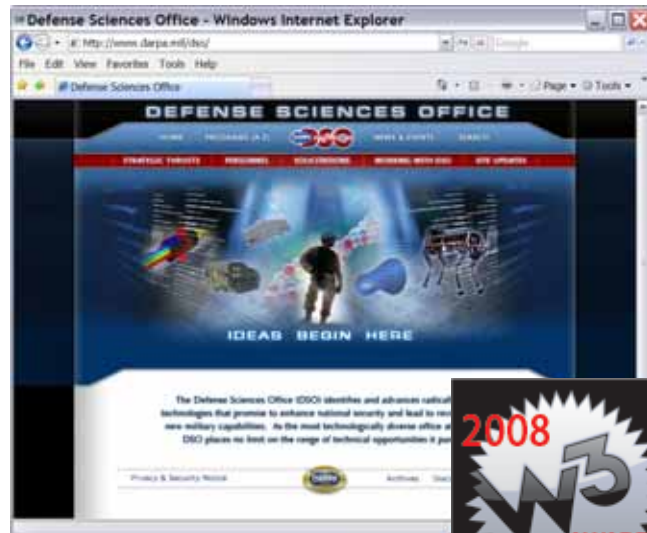 Defense Sciences Office - Windows Internet Explorer
http://www.darpa.mil/dso/
Google
File Edit View Favorites Tools Help
Defense Sciences Office
Page Tools
DEFENSE SCIENCES OFFICE
HOME PROGRAMS (A-Z) DSO NEWS & EVENTS SEARCH
STRATEGIC THRUSTS PERSONNEL SOLICITATIONS WORKING WITH DSO SITE UPDATES
IDEAS BEGIN HERE
The Defense Sciences Office (DSO) identifies and advances
technologies that promise to enhance national security and lead to
new military capabilities. As the most technologically diverse office
DSO places no limit on the range of technical opportunities it
Privacy & Security Notice Archives
2008
W3